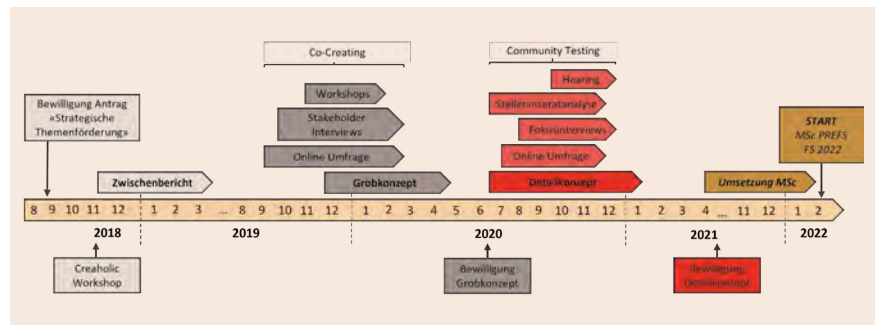 Co-Creating
Community Testing
Hearing
Workshops
Stelleninseratanalyse
Bewilligung Antrag
«Strategische
Themenförderung»
Stakeholder
Interviews
Fokusinterviews
START
MSc PREFS
FS 2022
Online Umfrage
Online Umfrage
Zwischenbericht
Grobkonzept
Detailkonzept
Umsetzung MSc
8 9 10 11 12 1 2 3 ... 8 9 10 11 12 1 2 3 4 5 6 7 8 9 10 11 12 1 2 3 4 ... 11 12 1 2
2018 2019 2020 2021 2022
Creaholic
Workshop
Bewilligung
Grobkonzept
Bewilligung
Detailkonzept